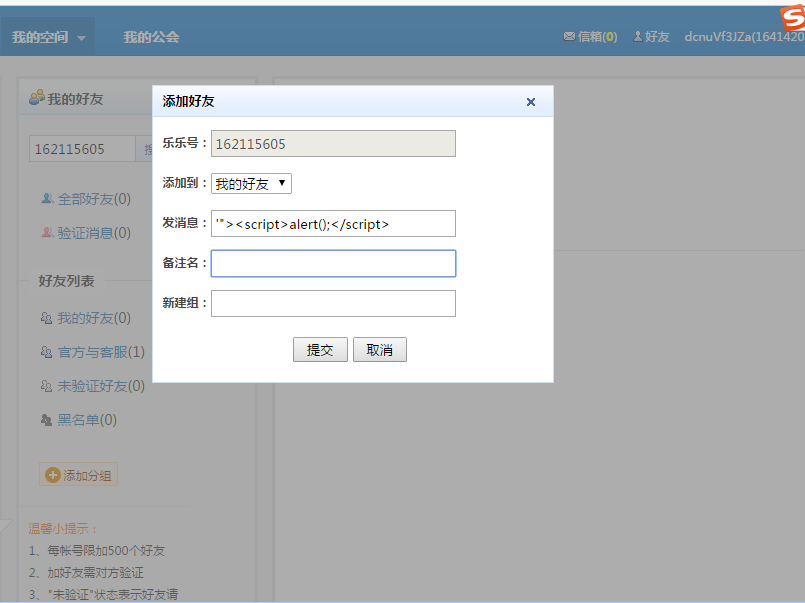 我的空间 我的公会 信箱(0) 好友 dcnuVf3JZa(1641420
我的好友
162115605
全部好友(0)
验证消息(0)
好友列表
我的好友(0)
官方与客服(1)
未验证好友(0)
黑名单(0)
添加分组
温馨小提示：
1、每帐号限加500个好友
2、加好友需对方验证
3、"未验证"状态表示好友请
添加好友
乐乐号： 162115605
添加到： 我的好友
发消息： '"><script>alert();</script>
备注名：
新建组：
提交 取消